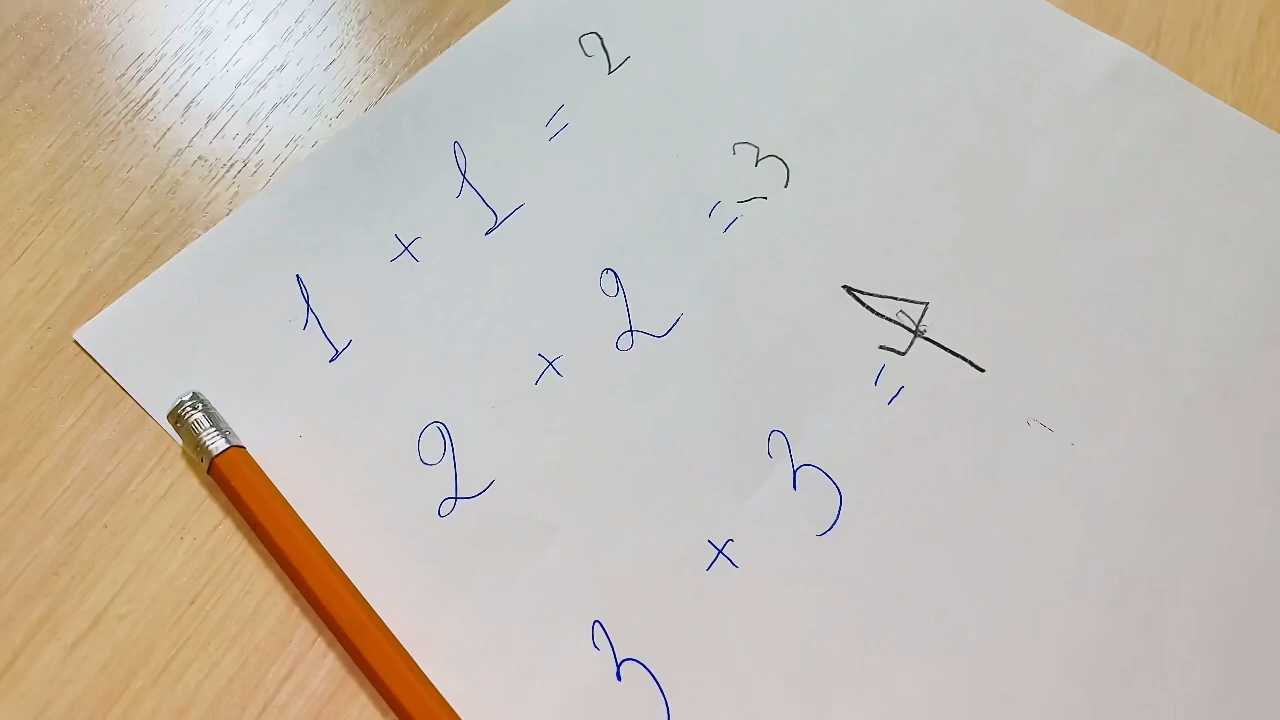 1 x 1 = 2
2 x 2 = 3
3 x 3 = 4